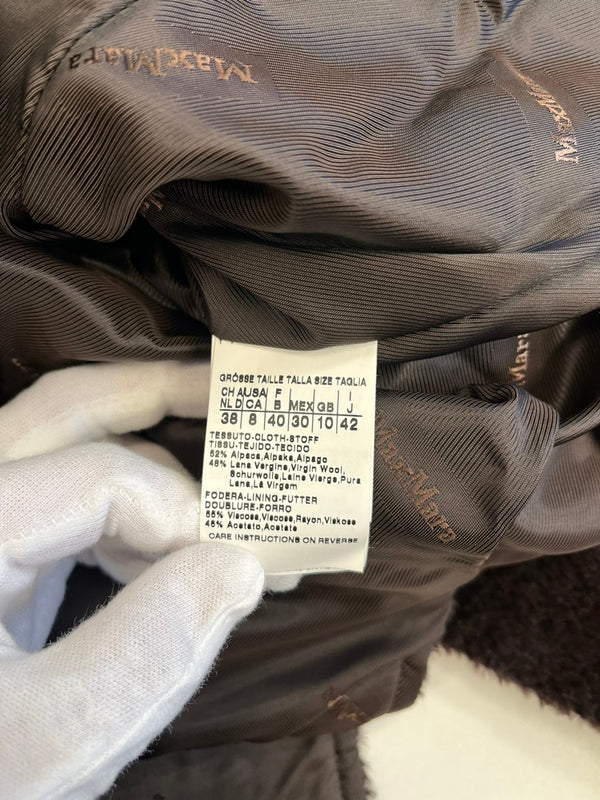 MaxMara
MaxMara
MaxMara
GRÖSSE TAILLE TALLA SIZE TAGLIA
CH AUSA F I
NL D CA B MEX GB J
38 8 40 30 10 42
TESSUTO-CLOTH-STOFF
TISSU-TEJIDO-TECIDO
52% Alpaca,Alpaka,Alpago
48% Lana Vergine,Virgin Wool,
Schurwolle,Laine Vierge,Pura
Lana,Lã Virgem
FODERA-LINING-FUTTER
DOUBLURE-FORRO
55% Viscosa,Viscose,Rayon,Viskose
45% Acetato,Acetate
CARE INSTRUCTIONS ON REVERSE
MaxMara